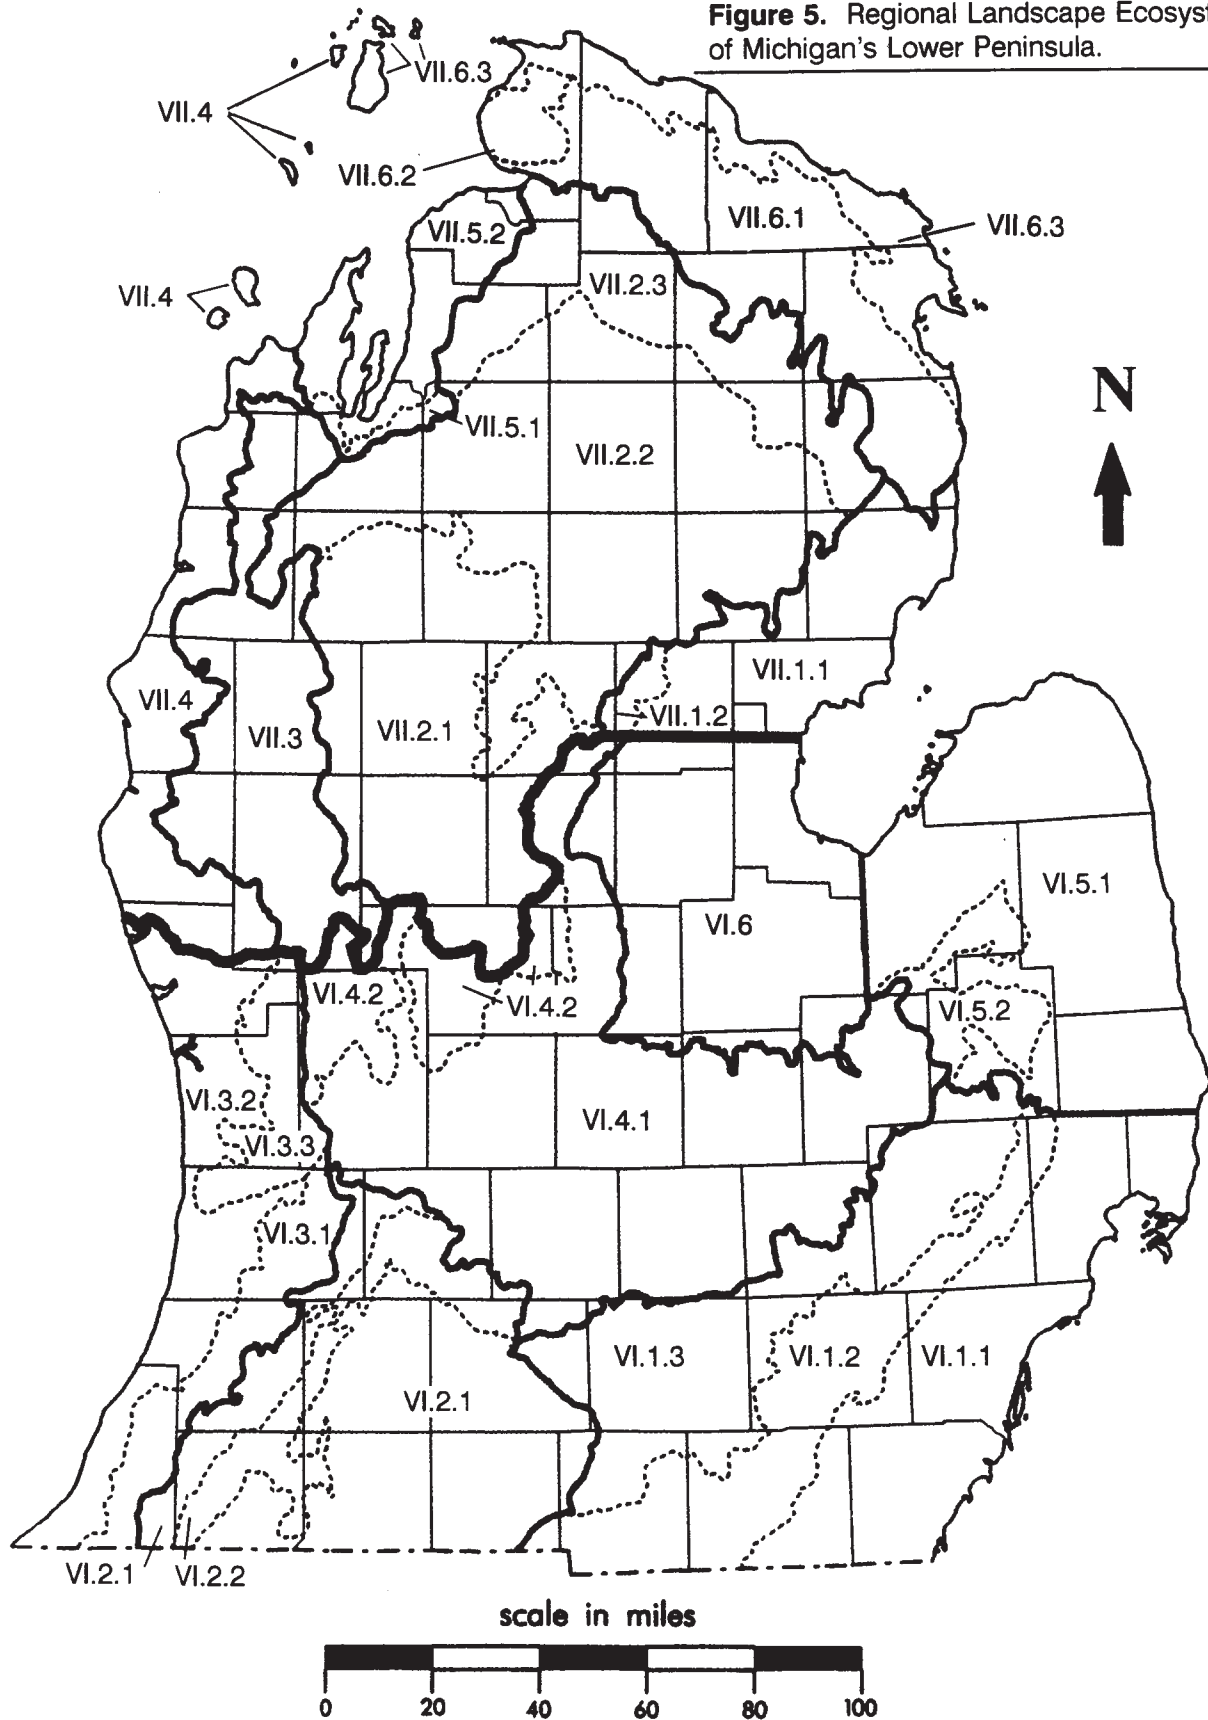 Figure 5. Regional Landscape Ecosyst
of Michigan's Lower Peninsula.
VII.6.3
VII.4
VII.6.2
VII.6.1
VII.6.3
VII.5.2
VII.4
VII.2.3
N
VII.5.1
VII.2.2
VII.1.1
VII.4
VII.3
VII.2.1
VII.1.2
VI.5.1
VI.6
VI.4.2
VI.4.2
VI.5.2
VI.3.2
VI.4.1
VI.3.3
VI.3.1
VI.1.3
VI.1.2
VI.1.1
VI.2.1
VI.2.1
VI.2.2
scale in miles
0 20 40 60 80 100